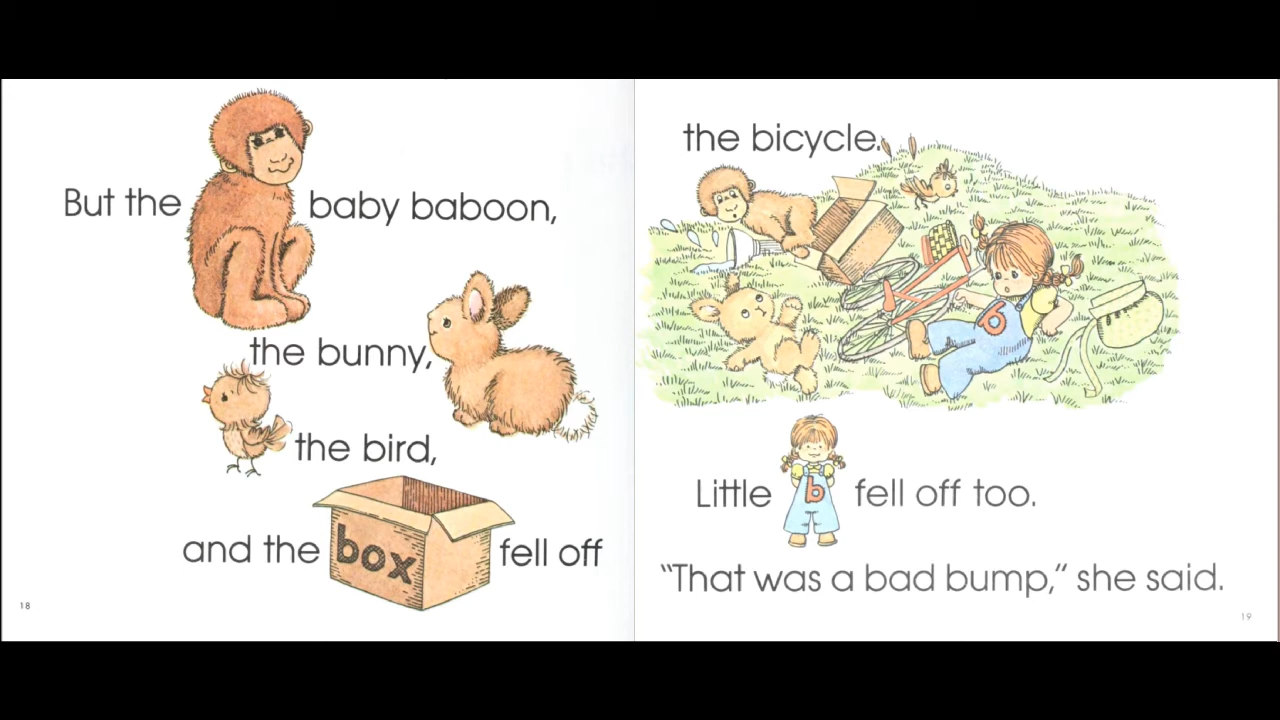 But the baby baboon,
the bunny,
the bird,
and the box fell off
18
the bicycle.
b
Little b fell off too.
“That was a bad bump,” she said.
19